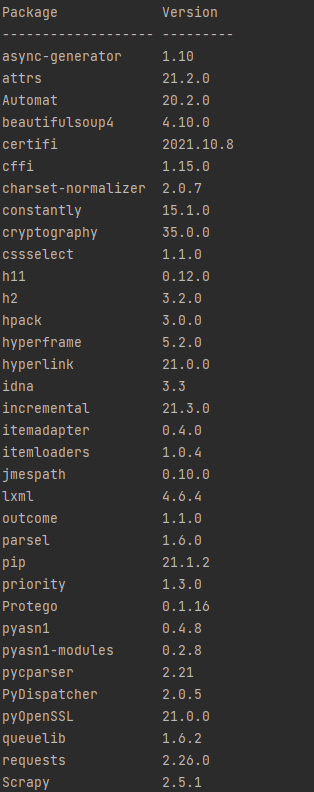 Package             Version
------------------- ---------
async-generator     1.10
attrs               21.2.0
Automat             20.2.0
beautifulsoup4      4.10.0
certifi             2021.10.8
cffi                1.15.0
charset-normalizer  2.0.7
constantly          15.1.0
cryptography        35.0.0
cssselect           1.1.0
h11                 0.12.0
h2                  3.2.0
hpack               3.0.0
hyperframe          5.2.0
hyperlink           21.0.0
idna                3.3
incremental         21.3.0
itemadapter         0.4.0
itemloaders         1.0.4
jmespath            0.10.0
lxml                4.6.4
outcome             1.1.0
parsel              1.6.0
pip                 21.1.2
priority            1.3.0
Protego             0.1.16
pyasn1              0.4.8
pyasn1-modules      0.2.8
pycparser           2.21
PyDispatcher        2.0.5
pyOpenSSL           21.0.0
queuelib            1.6.2
requests            2.26.0
Scrapy              2.5.1